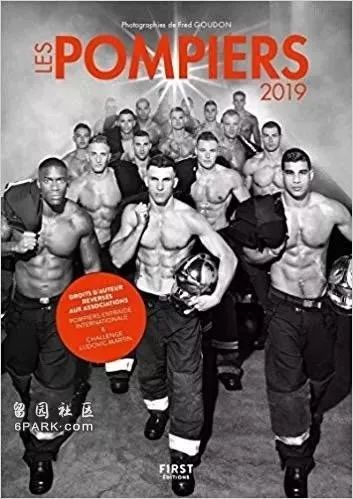 Photographies de Fred GOUDON
LES
POMPIERS
2019
DROITS D'AUTEUR
REVERSÉS
AUX ASSOCIATIONS
POMPIERS ENTRAIDE
INTERNATIONALE
&
CHALLENGE
LUDOVIC MARTIN
留园社区
6PARK.com
FIRST
ÉDITIONS